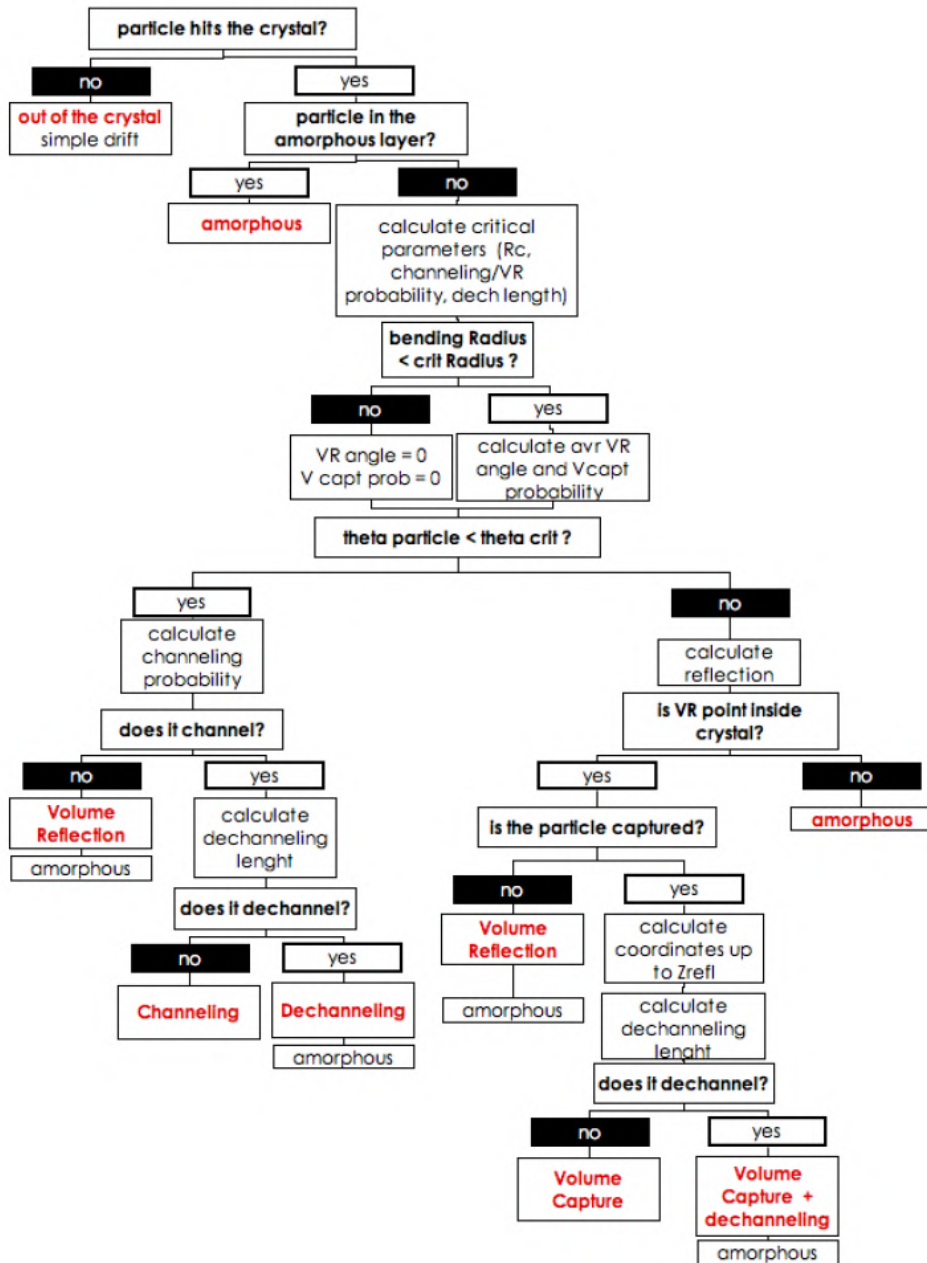 particle hits the crystal?
no
yes
out of the crystal
simple drift
particle in the
amorphous layer?
yes
no
amorphous
calculate critical
parameters (Rc,
channeling/VR
probability, dech length)
bending Radius
< crit Radius ?
no
yes
VR angle = 0
V capt prob = 0
calculate avr VR
angle and Vcapt
probability
theta particle < theta crit ?
yes
no
calculate
channeling
probability
calculate
reflection
does it channel?
is VR point inside
crystal?
no
yes
yes
no
Volume
Reflection
amorphous
calculate
dechanneling
lenght
is the particle captured?
amorphous
does it dechannel?
no
yes
no
yes
Channeling
Dechanneling
amorphous
Volume
Reflection
amorphous
calculate
coordinates up
to Zrefl
calculate
dechanneling
lenght
does it dechannel?
no
yes
Volume
Capture
Volume
Capture +
dechanneling
amorphous